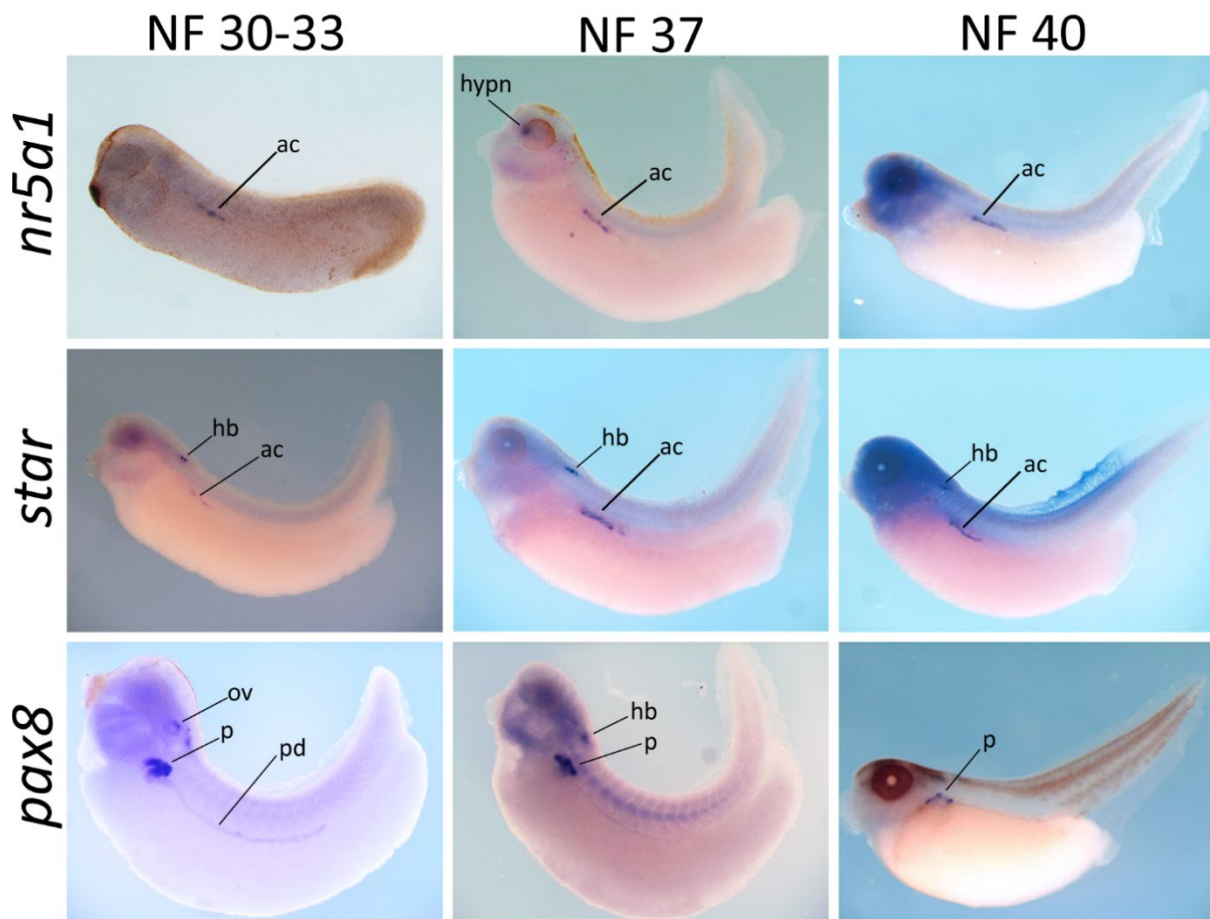 NF 30-33 NF 37 NF 40
nr5a1
ac
hypn
ac
ac
star
hb
ac
hb
ac
hb
ac
pax8
ov
p
pd
hb
p
p